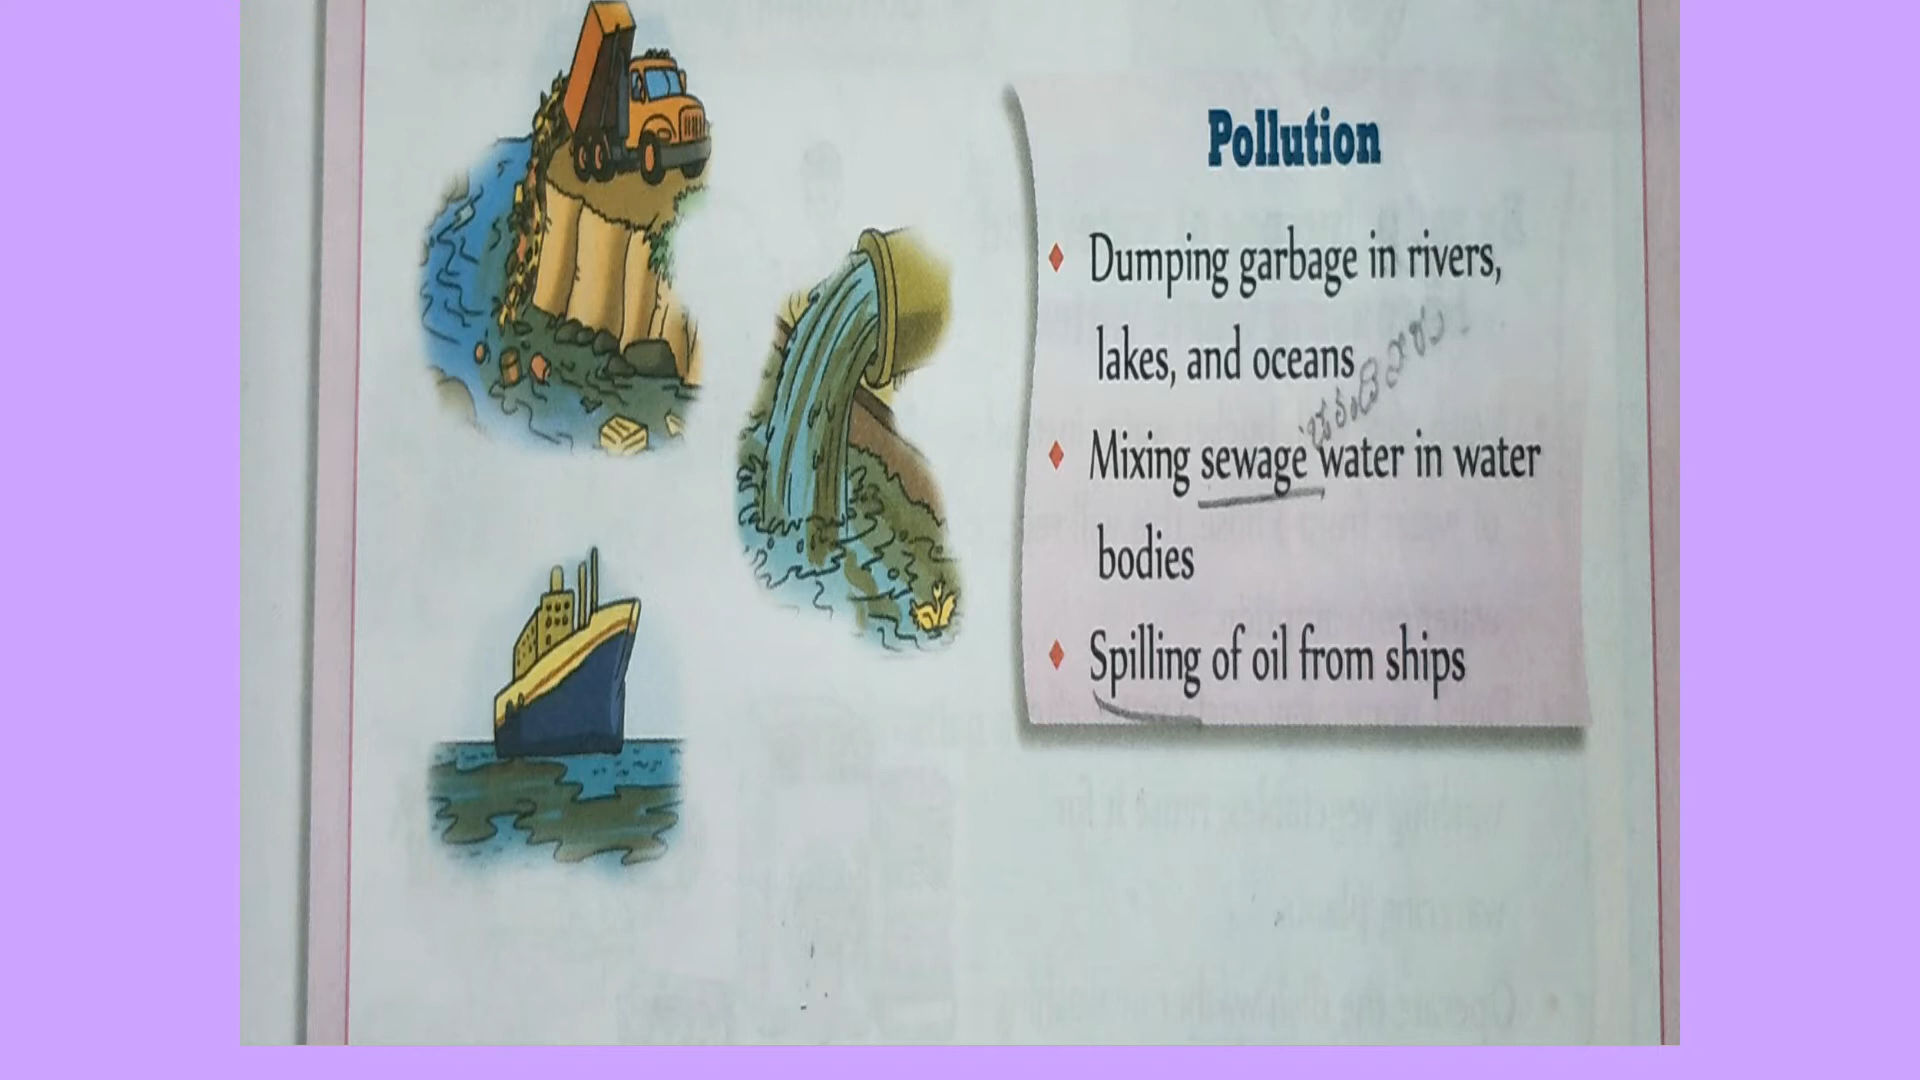 Pollution
Dumping garbage in rivers,
lakes, and oceans
Mixing sewage water in water
bodies
Spilling of oil from ships